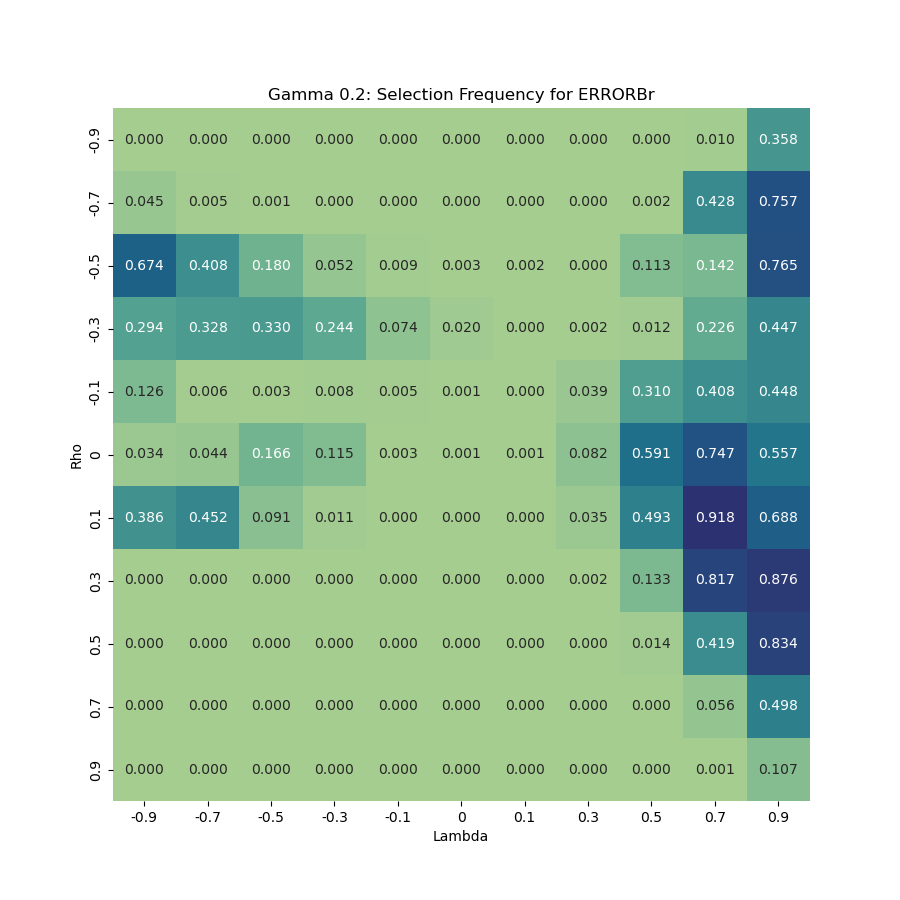 Gamma 0.2: Selection Frequency for ERRORBr
-0.9 0.000 0.000 0.000 0.000 0.000 0.000 0.000 0.000 0.000 0.010 0.358
-0.7 0.045 0.005 0.001 0.000 0.000 0.000 0.000 0.000 0.002 0.428 0.757
-0.5 0.674 0.408 0.180 0.052 0.009 0.003 0.002 0.000 0.113 0.142 0.765
-0.3 0.294 0.328 0.330 0.244 0.074 0.020 0.000 0.002 0.012 0.226 0.447
-0.1 0.126 0.006 0.003 0.008 0.005 0.001 0.000 0.039 0.310 0.408 0.448
Rho
0 0.034 0.044 0.166 0.115 0.003 0.001 0.001 0.082 0.591 0.747 0.557
0.1 0.386 0.452 0.091 0.011 0.000 0.000 0.000 0.035 0.493 0.918 0.688
0.3 0.000 0.000 0.000 0.000 0.000 0.000 0.000 0.002 0.133 0.817 0.876
0.5 0.000 0.000 0.000 0.000 0.000 0.000 0.000 0.000 0.014 0.419 0.834
0.7 0.000 0.000 0.000 0.000 0.000 0.000 0.000 0.000 0.000 0.056 0.498
0.9 0.000 0.000 0.000 0.000 0.000 0.000 0.000 0.000 0.000 0.001 0.107
-0.9 -0.7 -0.5 -0.3 -0.1 0 0.1 0.3 0.5 0.7 0.9
Lambda